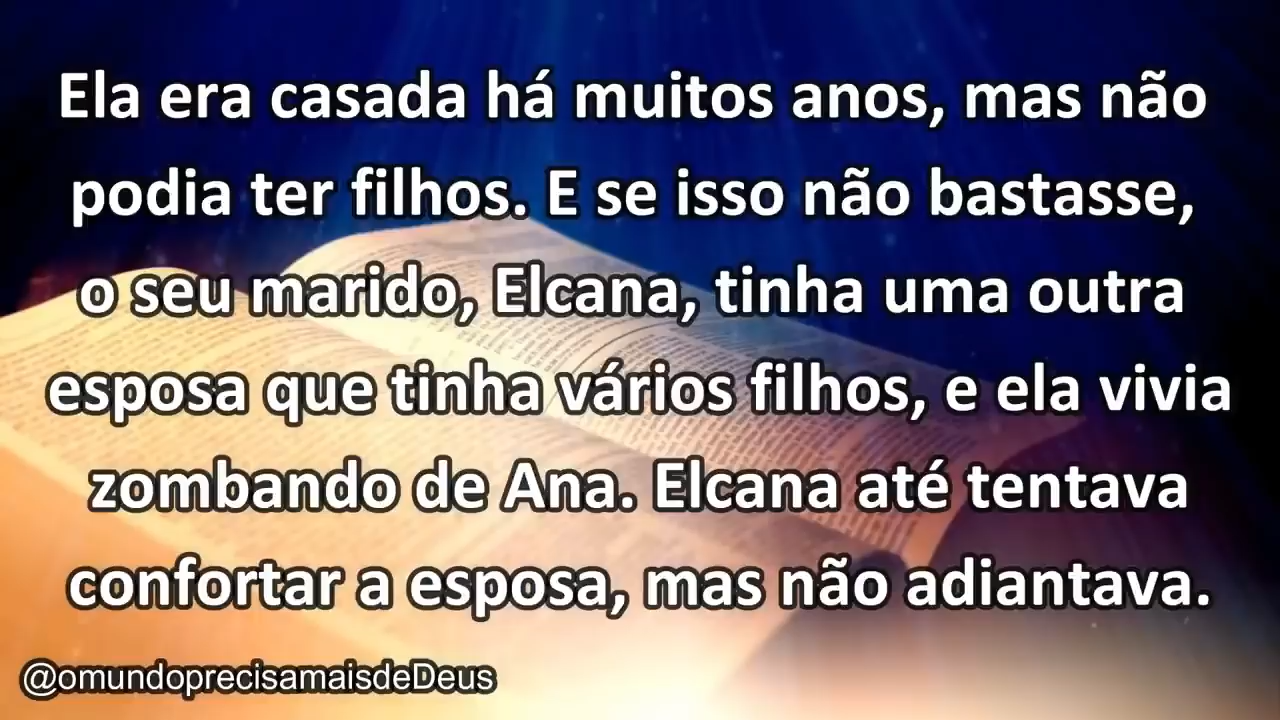 Ela era casada há muitos anos, mas não
podia ter filhos. E se isso não bastasse,
o seu marido, Elcana, tinha uma outra
esposa que tinha vários filhos, e ela vivia
zombando de Ana. Elcana até tentava
confortar a esposa, mas não adiantava.
@omundoprecisamaisdeDeus